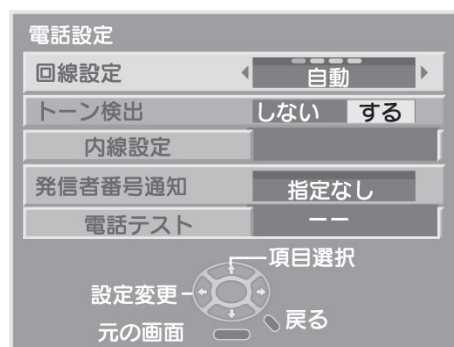 電話設定
回線設定 自動
トーン検出 しない する
内線設定
発信者番号通知 指定なし
電話テスト ーー
項目選択
設定変更
戻る
元の画面